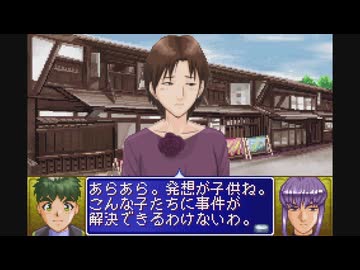 あらあら。発想が子供ね。
こんな子たちに事件が
解決できるわけないわ。